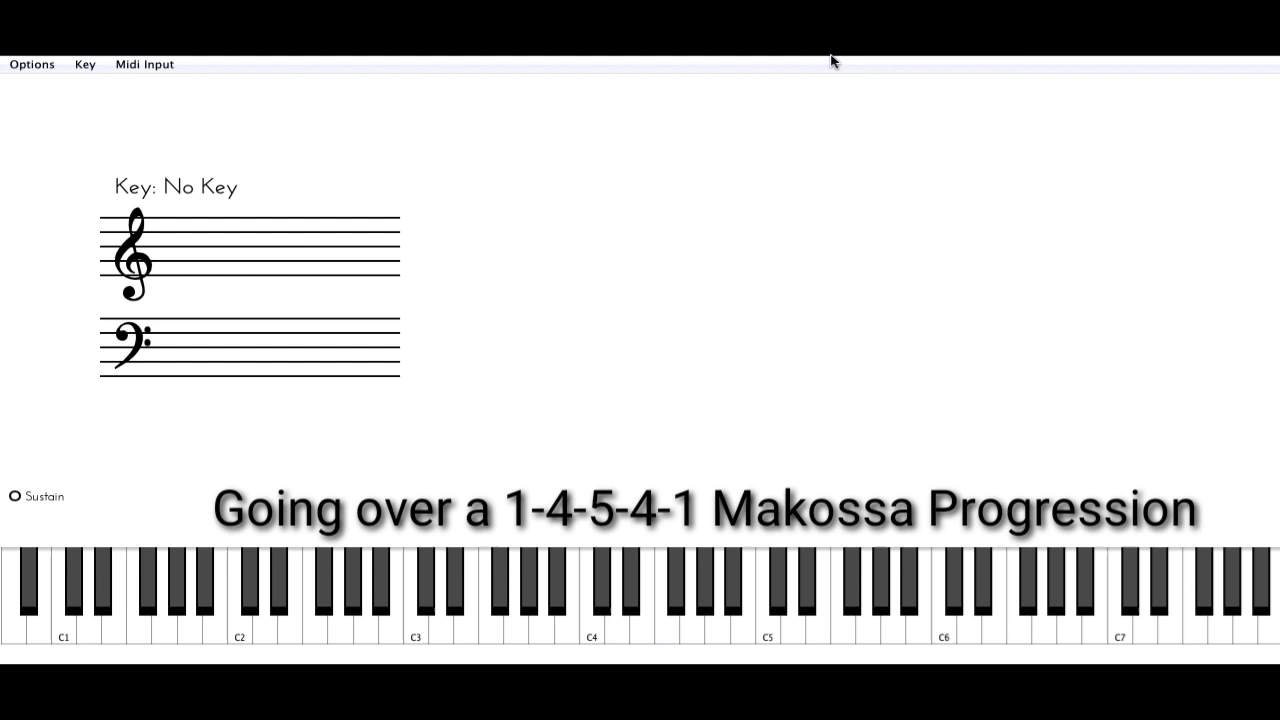 Options Key Midi Input
Key: No Key
Sustain
Going over a 1-4-5-4-1 Makossa Progression
C1 C2 C3 C4 C5 C6 C7